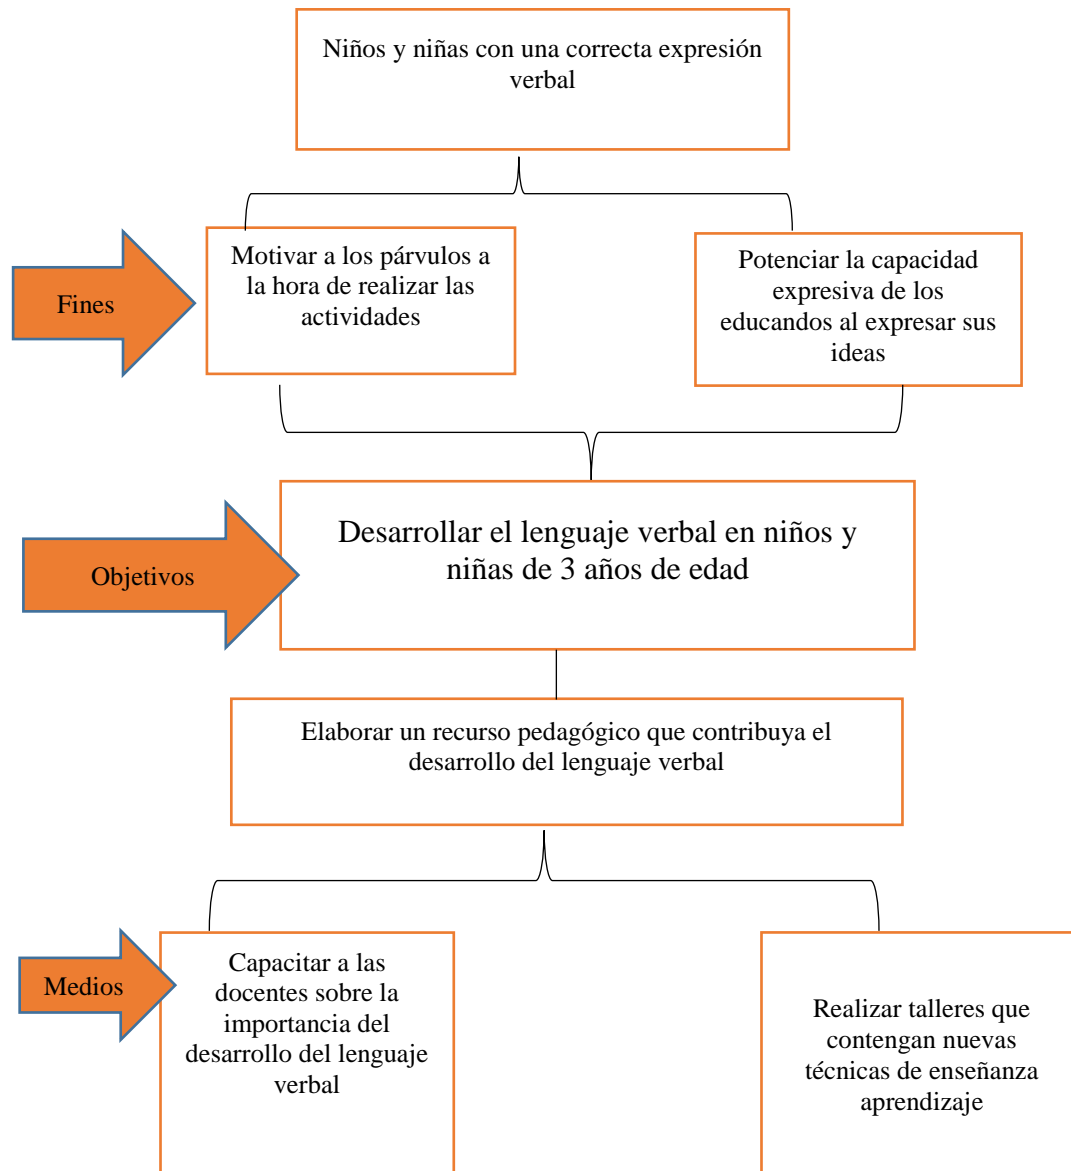 Niños y niñas con una correcta expresión
verbal
Fines
Motivar a los párvulos a
la hora de realizar las
actividades
Potenciar la capacidad
expresiva de los
educandos al expresar sus
ideas
Objetivos
Desarrollar el lenguaje verbal en niños y
niñas de 3 años de edad
Elaborar un recurso pedagógico que contribuya el
desarrollo del lenguaje verbal
Medios
Capacitar a las
docentes sobre la
importancia del
desarrollo del lenguaje
verbal
Realizar talleres que
contengan nuevas
técnicas de enseñanza
aprendizaje